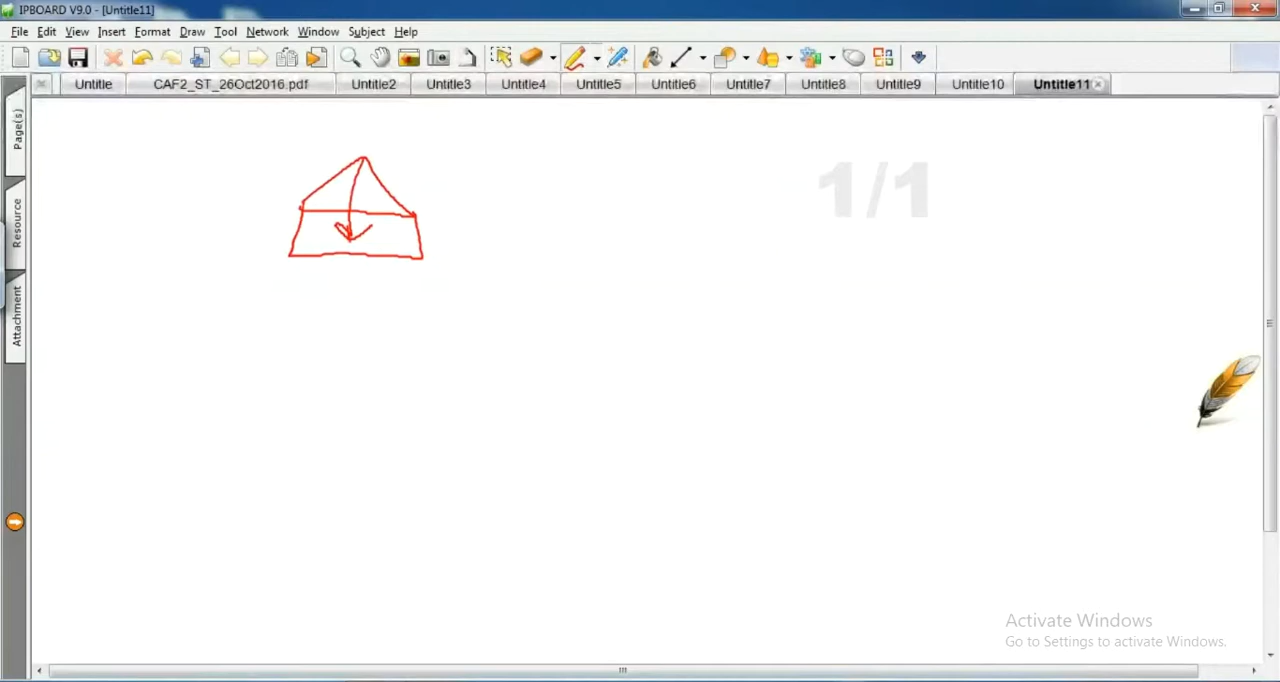 IPBOARD V9.0 - [Untitle11]
File Edit View Insert Format Draw Tool Network Window Subject Help
Untitle CAF2_ST_26Oct2016.pdf Untitle2 Untitle3 Untitle4 Untitle5 Untitle6 Untitle7 Untitle8 Untitle9 Untitle10 Untitle11
Page(s)
Resource
Attachment
1/1
Activate Windows
Go to Settings to activate Windows.